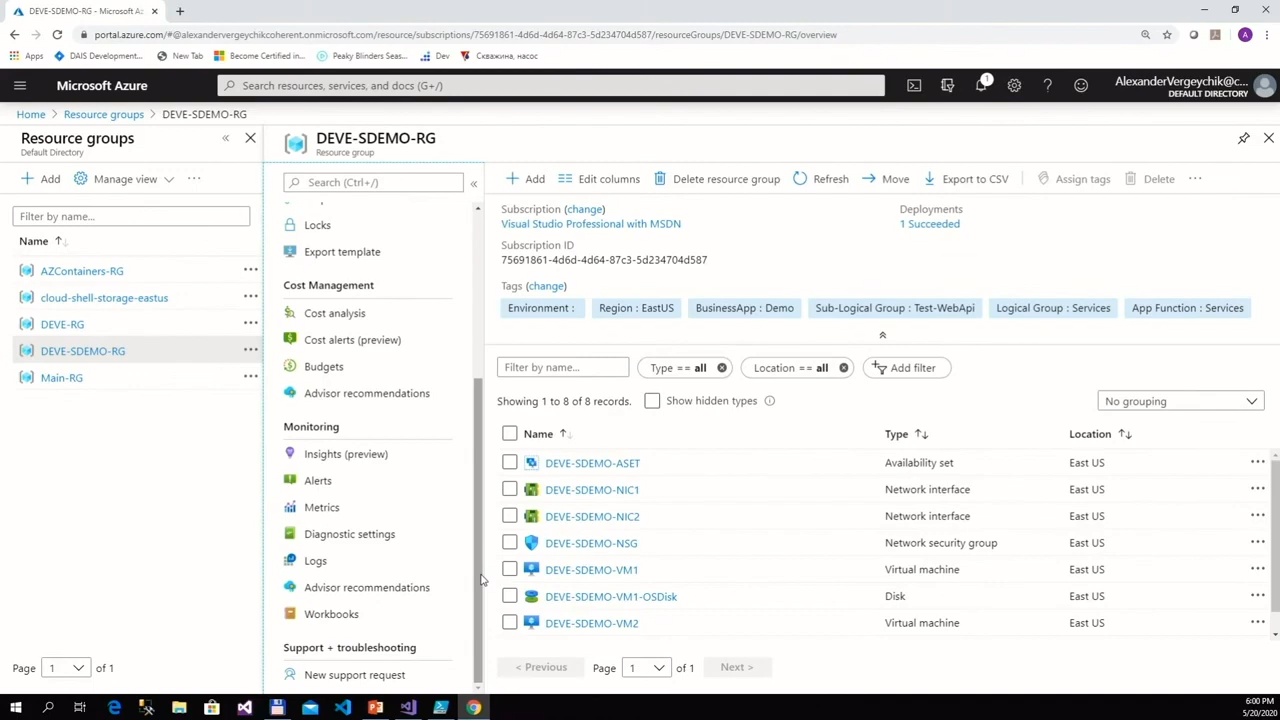 DEVE-SDEMO-RG - Microsoft Az
portal.azure.com/#@alexandervergeychikcoherent.onmicrosoft.com/resource/subscriptions/75691861-4d6d-4d64-87c3-5d234704d587/resourceGroups/DEVE-SDEMO-RG/overview
A
Apps DAIS Development... New Tab Become Certified in... Peaky Blinders Seas... Dev Скважина, насос
Microsoft Azure
Search resources, services, and docs (G+/)
1
AlexanderVergeychik@c...
DEFAULT DIRECTORY
Home > Resource groups > DEVE-SDEMO-RG
Resource groups
Default Directory
Add Manage view
Filter by name...
Name
AZContainers-RG
cloud-shell-storage-eastus
DEVE-RG
DEVE-SDEMO-RG
Main-RG
Page 1 of 1
DEVE-SDEMO-RG
Resource group
Search (Ctrl+/)
Locks
Export template
Cost Management
Cost analysis
Cost alerts (preview)
Budgets
Advisor recommendations
Monitoring
Insights (preview)
Alerts
Metrics
Diagnostic settings
Logs
Advisor recommendations
Workbooks
Support + troubleshooting
New support request
Add Edit columns Delete resource group Refresh Move Export to CSV Assign tags Delete
Subscription (change)
Visual Studio Professional with MSDN
Deployments
1 Succeeded
Subscription ID
75691861-4d6d-4d64-87c3-5d234704d587
Tags (change)
Environment : Region : EastUS BusinessApp : Demo Sub-Logical Group : Test-WebApi Logical Group : Services App Function : Services
Filter by name... Type == all Location == all Add filter
Showing 1 to 8 of 8 records. Show hidden types No grouping
Name Type Location
DEVE-SDEMO-ASET Availability set East US
DEVE-SDEMO-NIC1 Network interface East US
DEVE-SDEMO-NIC2 Network interface East US
DEVE-SDEMO-NSG Network security group East US
DEVE-SDEMO-VM1 Virtual machine East US
DEVE-SDEMO-VM1-OSDisk Disk East US
DEVE-SDEMO-VM2 Virtual machine East US
< Previous Page 1 of 1 Next >
6:00 PM
5/20/2020